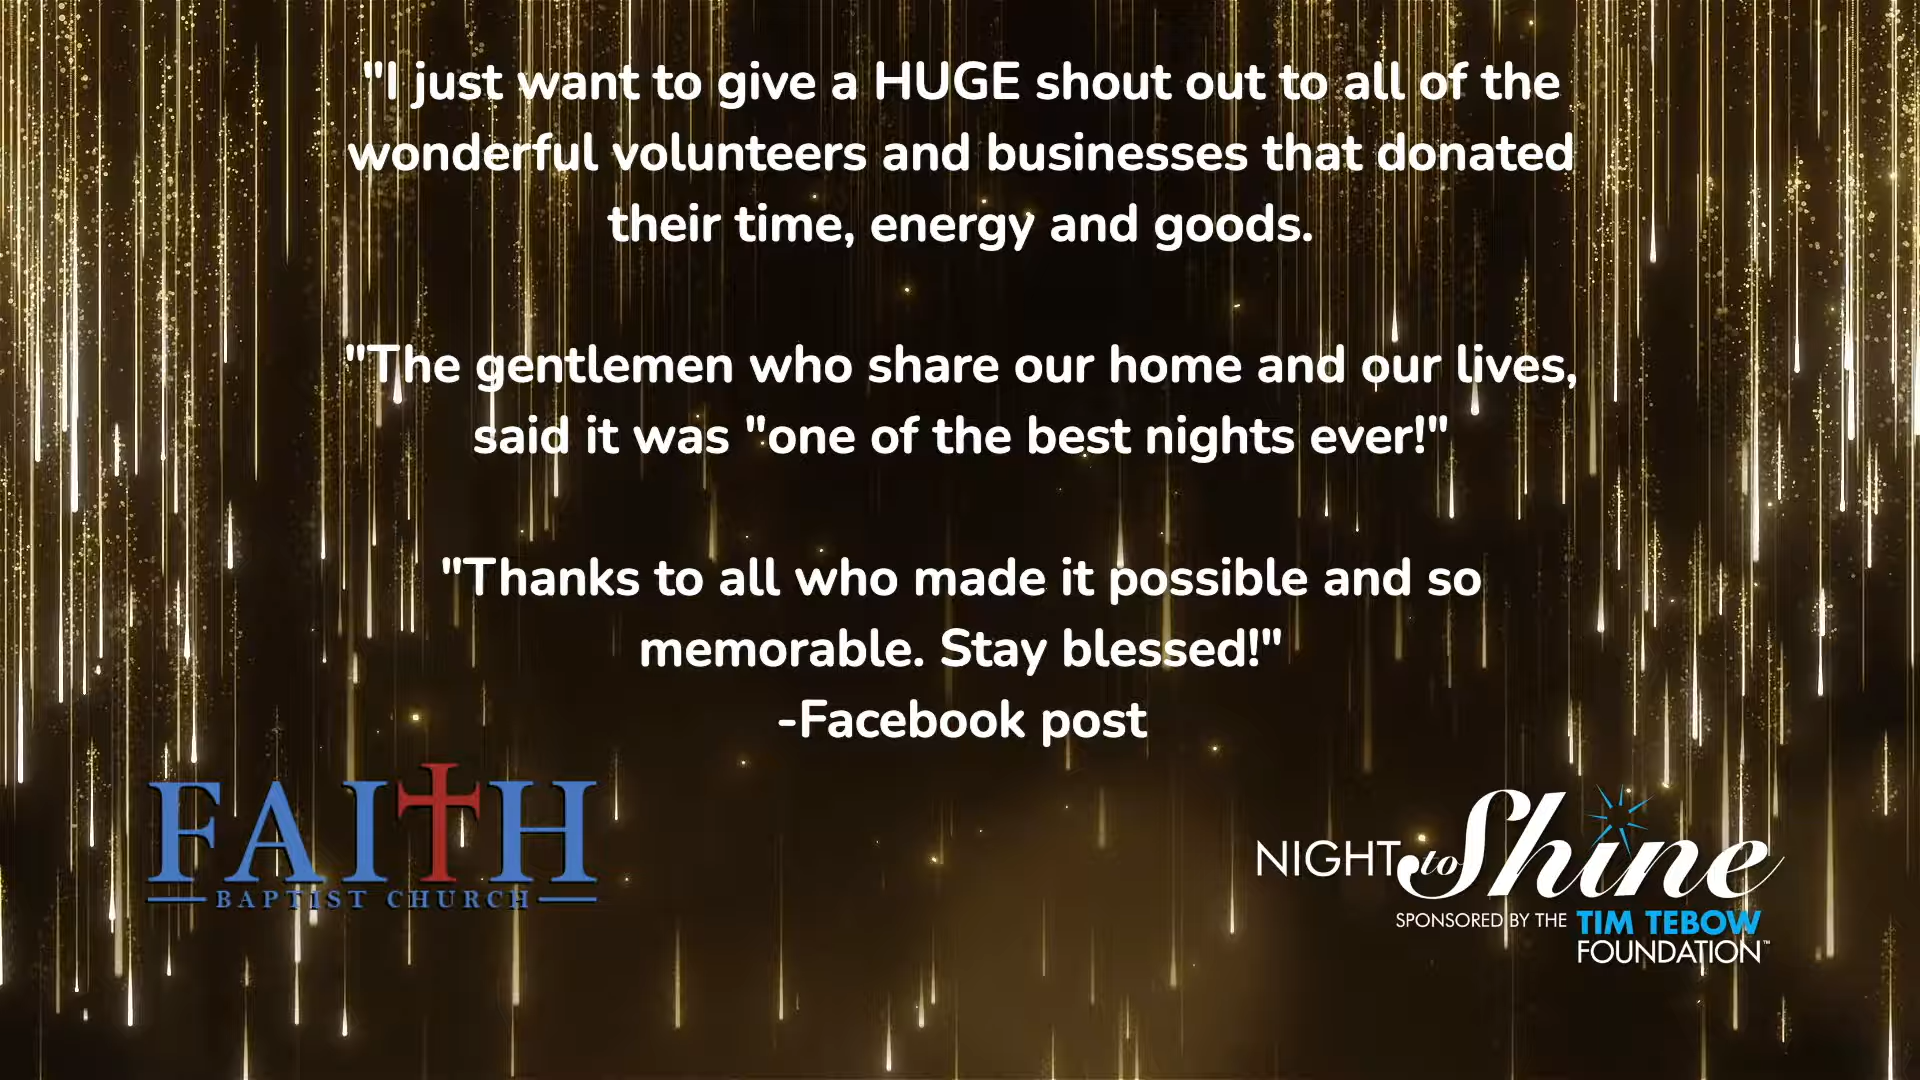 "I just want to give a HUGE shout out to all of the
wonderful volunteers and businesses that donated
their time, energy and goods.
"The gentlemen who share our home and our lives,
said it was "one of the best nights ever!"
"Thanks to all who made it possible and so
memorable. Stay blessed!"
-Facebook post
FAITH
BAPTIST CHURCH
NIGHT to Shine
SPONSORED BY THE TIM TEBOW
FOUNDATION™